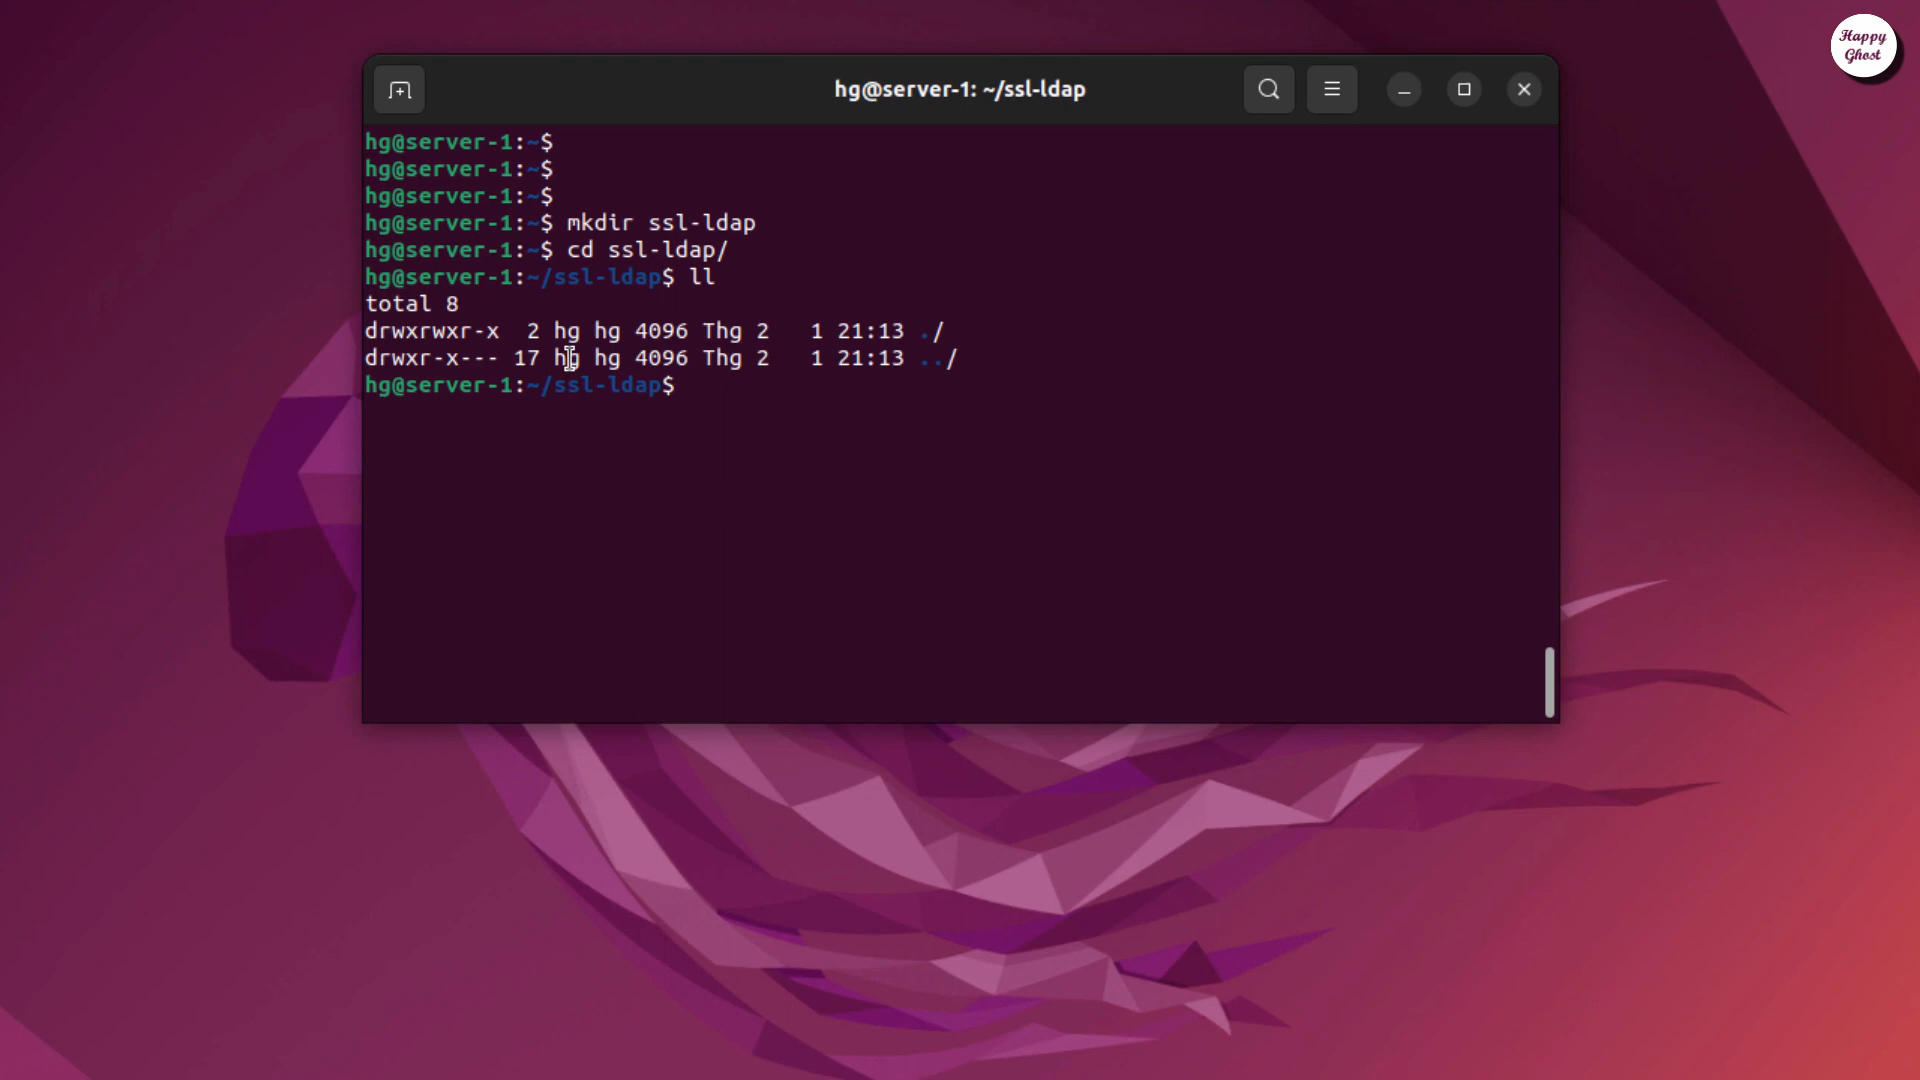 Happy
Ghost
hg@server-1: ~/ssl-ldap
hg@server-1:~$
hg@server-1:~$
hg@server-1:~$
hg@server-1:~$ mkdir ssl-ldap
hg@server-1:~$ cd ssl-ldap/
hg@server-1:~/ssl-ldap$ ll
total 8
drwxrwxr-x  2 hg hg 4096 Thg 2   1 21:13 ./
drwxr-x--- 17 hg hg 4096 Thg 2   1 21:13 ../
hg@server-1:~/ssl-ldap$